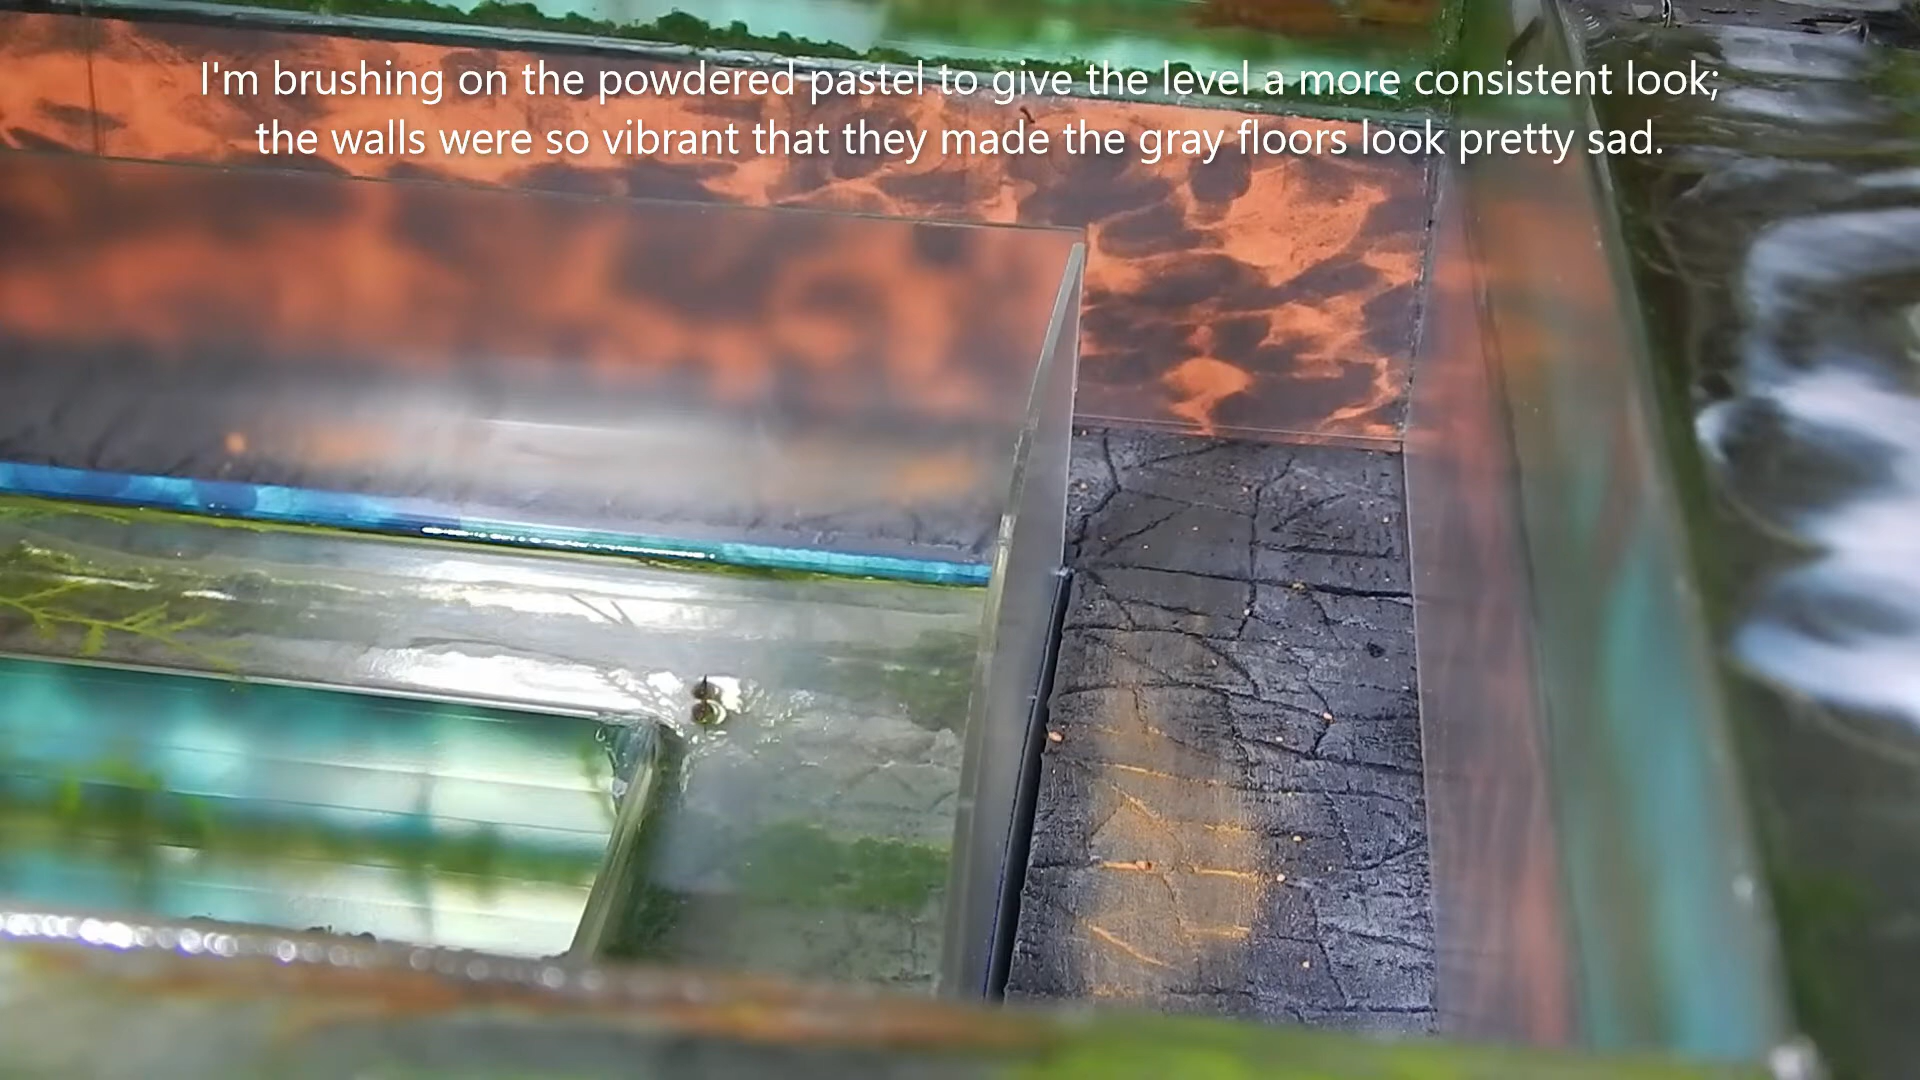 I'm brushing on the powdered pastel to give the level a more consistent look;
the walls were so vibrant that they made the gray floors look pretty sad.